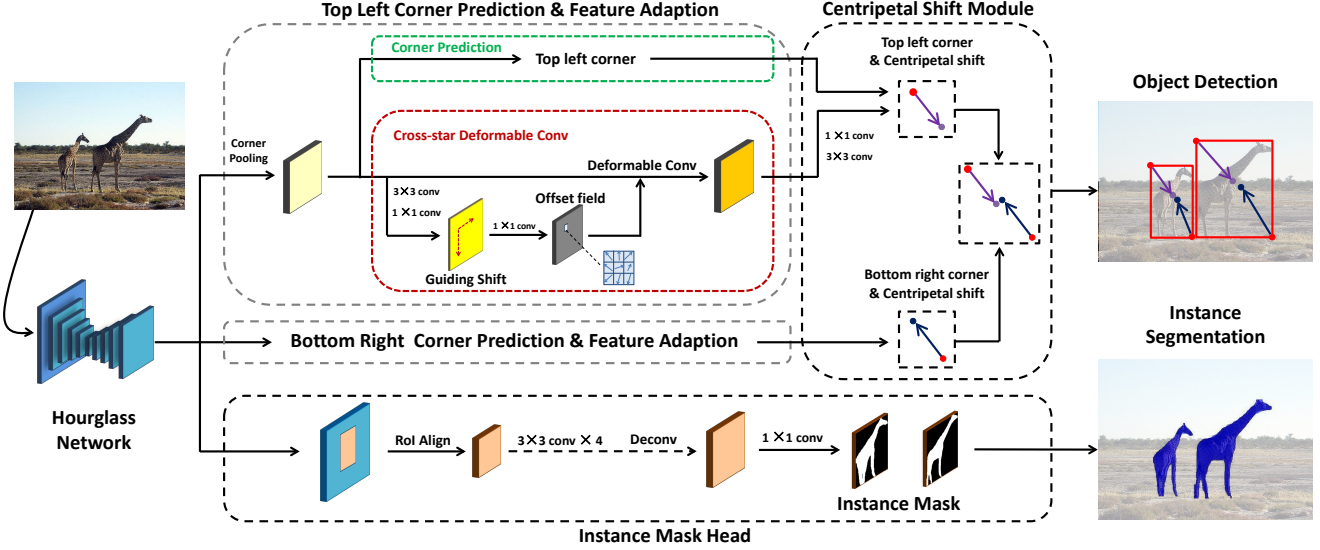 Top Left Corner Prediction & Feature Adaption
Centripetal Shift Module
Corner Prediction
Top left corner
Top left corner
& Centripetal shift
Object Detection
Cross-star Deformable Conv
Corner
Pooling
Deformable Conv
1 × 1 conv
3×3 conv
3×3 conv
1 ×1 conv
Offset field
1 ×1 conv
Guiding Shift
Bottom right corner
& Centripetal shift
Bottom Right Corner Prediction & Feature Adaption
Instance
Segmentation
Hourglass
Network
RoI Align
3×3 conv × 4
Deconv
1 ×1 conv
Instance Mask
Instance Mask Head